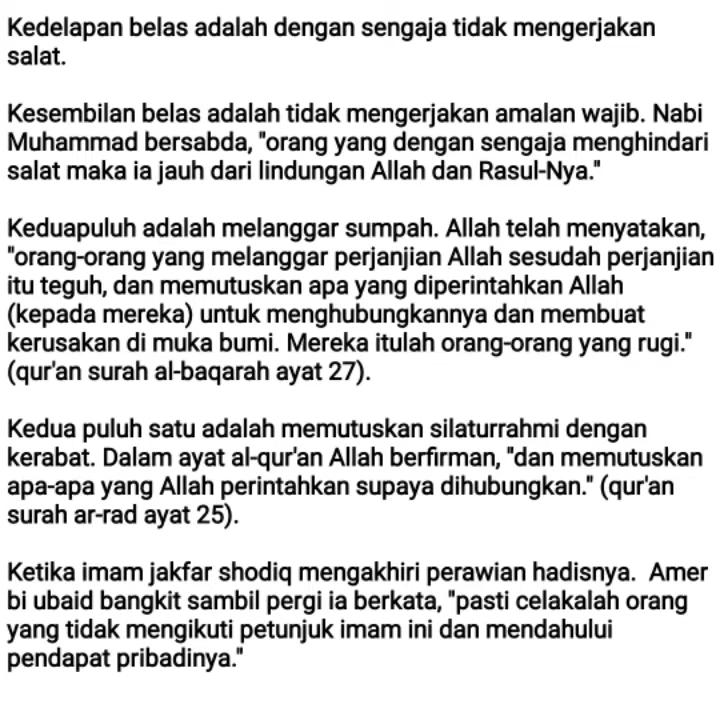 Kedelapan belas adalah dengan sengaja tidak mengerjakan
salat.
Kesembilan belas adalah tidak mengerjakan amalan wajib. Nabi
Muhammad bersabda, "orang yang dengan sengaja menghindari
salat maka ia jauh dari lindungan Allah dan Rasul-Nya."
Keduapuluh adalah melanggar sumpah. Allah telah menyatakan,
"orang-orang yang melanggar perjanjian Allah sesudah perjanjian
itu teguh, dan memutuskan apa yang diperintahkan Allah
(kepada mereka) untuk menghubungkannya dan membuat
kerusakan di muka bumi. Mereka itulah orang-orang yang rugi."
(qur'an surah al-baqarah ayat 27).
Kedua puluh satu adalah memutuskan silaturrahmi dengan
kerabat. Dalam ayat al-qur'an Allah berfirman, "dan memutuskan
apa-apa yang Allah perintahkan supaya dihubungkan." (qur'an
surah ar-rad ayat 25).
Ketika imam jakfar shodiq mengakhiri perawian hadisnya.  Amer
bi ubaid bangkit sambil pergi ia berkata, "pasti celakalah orang
yang tidak mengikuti petunjuk imam ini dan mendahului
pendapat pribadinya."